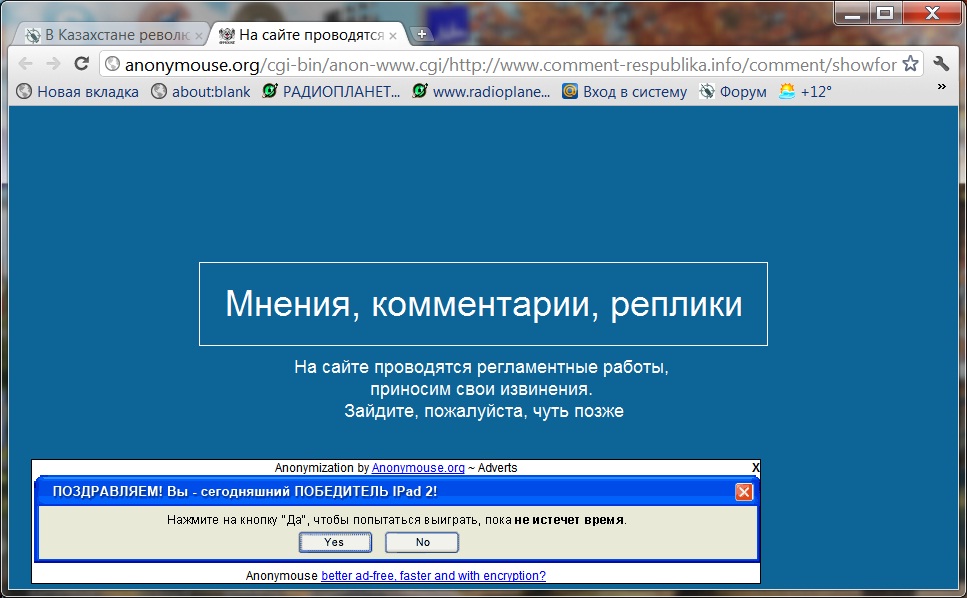 В Казахстане револю
На сайте проводятся
anonymouse.org/cgi-bin/anon-www.cgi/http://www.comment-respublika.info/comment/showfor
Новая вкладка about:blank РАДИОПЛАНЕТ... www.radioplane... Вход в систему Форум +12° »
Мнения, комментарии, реплики
На сайте проводятся регламентные работы,
приносим свои извинения.
Зайдите, пожалуйста, чуть позже
Anonymization by Anonymouse.org ~ Adverts X
ПОЗДРАВЛЯЕМ! Вы - сегодняшний ПОБЕДИТЕЛЬ IPad 2!
Нажмите на кнопку "Да", чтобы попытаться выиграть, пока не истечет время.
Yes No
Anonymouse better ad-free, faster and with encryption?